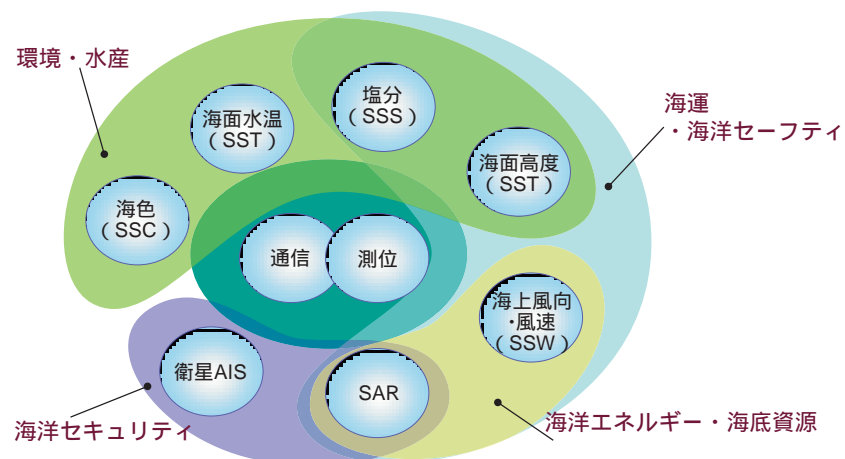 環境・水産
海面水温
（SST）
塩分
（SSS）
海運
・海洋セーフティ
海面高度
（SST）
海色
（SSC）
通信
測位
海上風向
・風速
（SSW）
衛星AIS
SAR
海洋セキュリティ
海洋エネルギー・海底資源